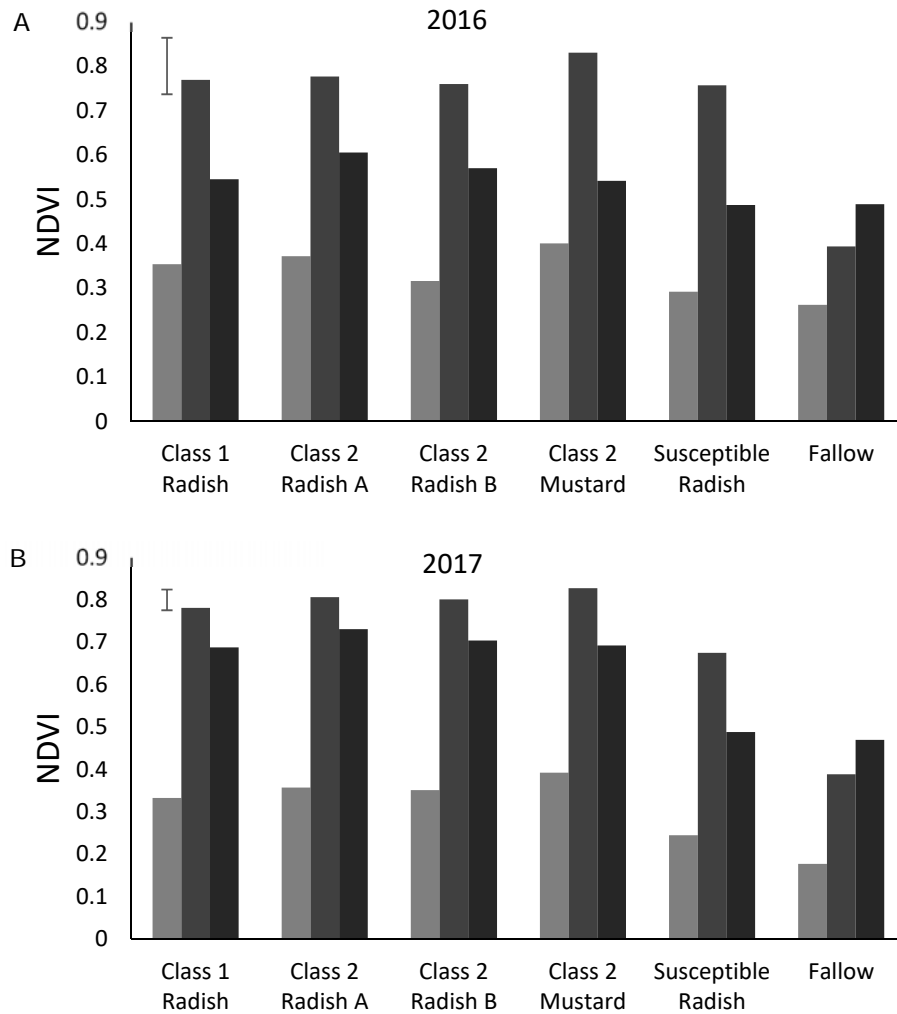 A
2016
0.9
0.8
0.7
0.6
0.5
0.4
0.3
0.2
0.1
0
NDVI
Class 1 Class 2 Class 2 Class 2 Susceptible Fallow
Radish Radish A Radish B Mustard Radish
B
2017
0.9
0.8
0.7
0.6
0.5
0.4
0.3
0.2
0.1
0
NDVI
Class 1 Class 2 Class 2 Class 2 Susceptible Fallow
Radish Radish A Radish B Mustard Radish